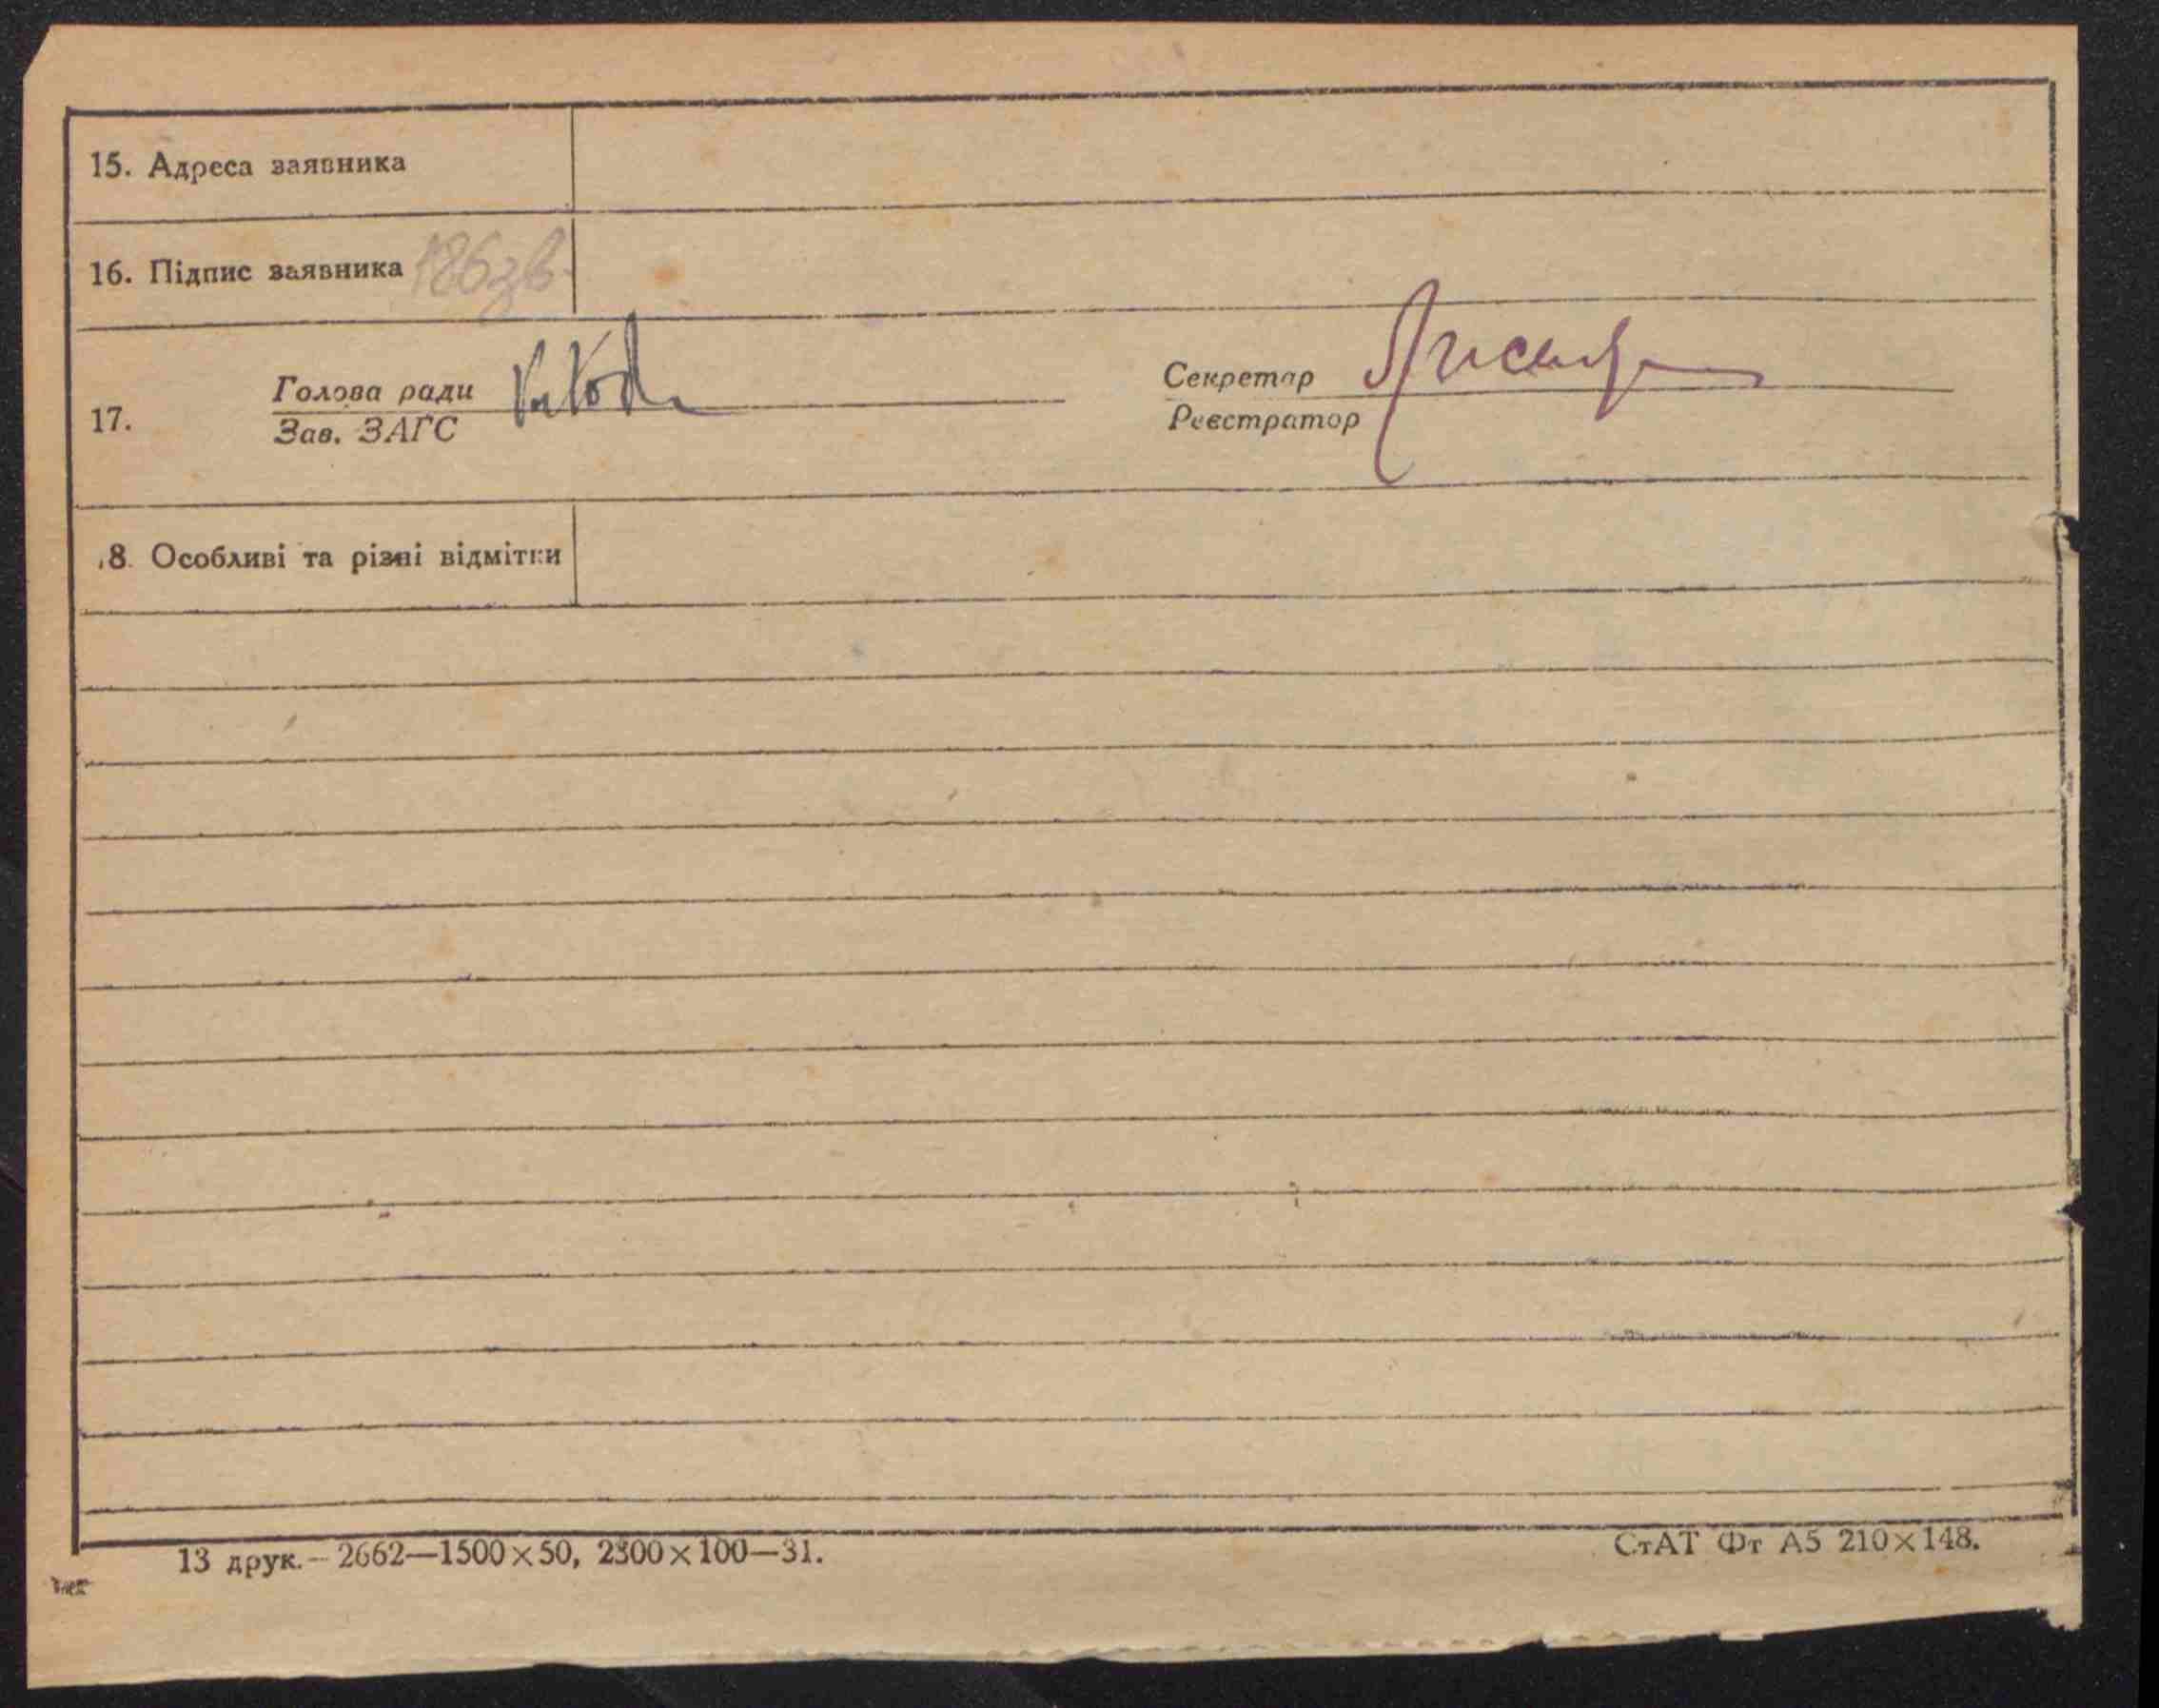 15. Адреса заявника
16. Підпис заявника 186зв.
17. Голова ради
Зав. ЗАГС
Секретар
Реєстратор
18. Особливі та різні відмітки
13 друк.—2662—1500×50, 2300×100—31.
СтАТ Фт А5 210×148.